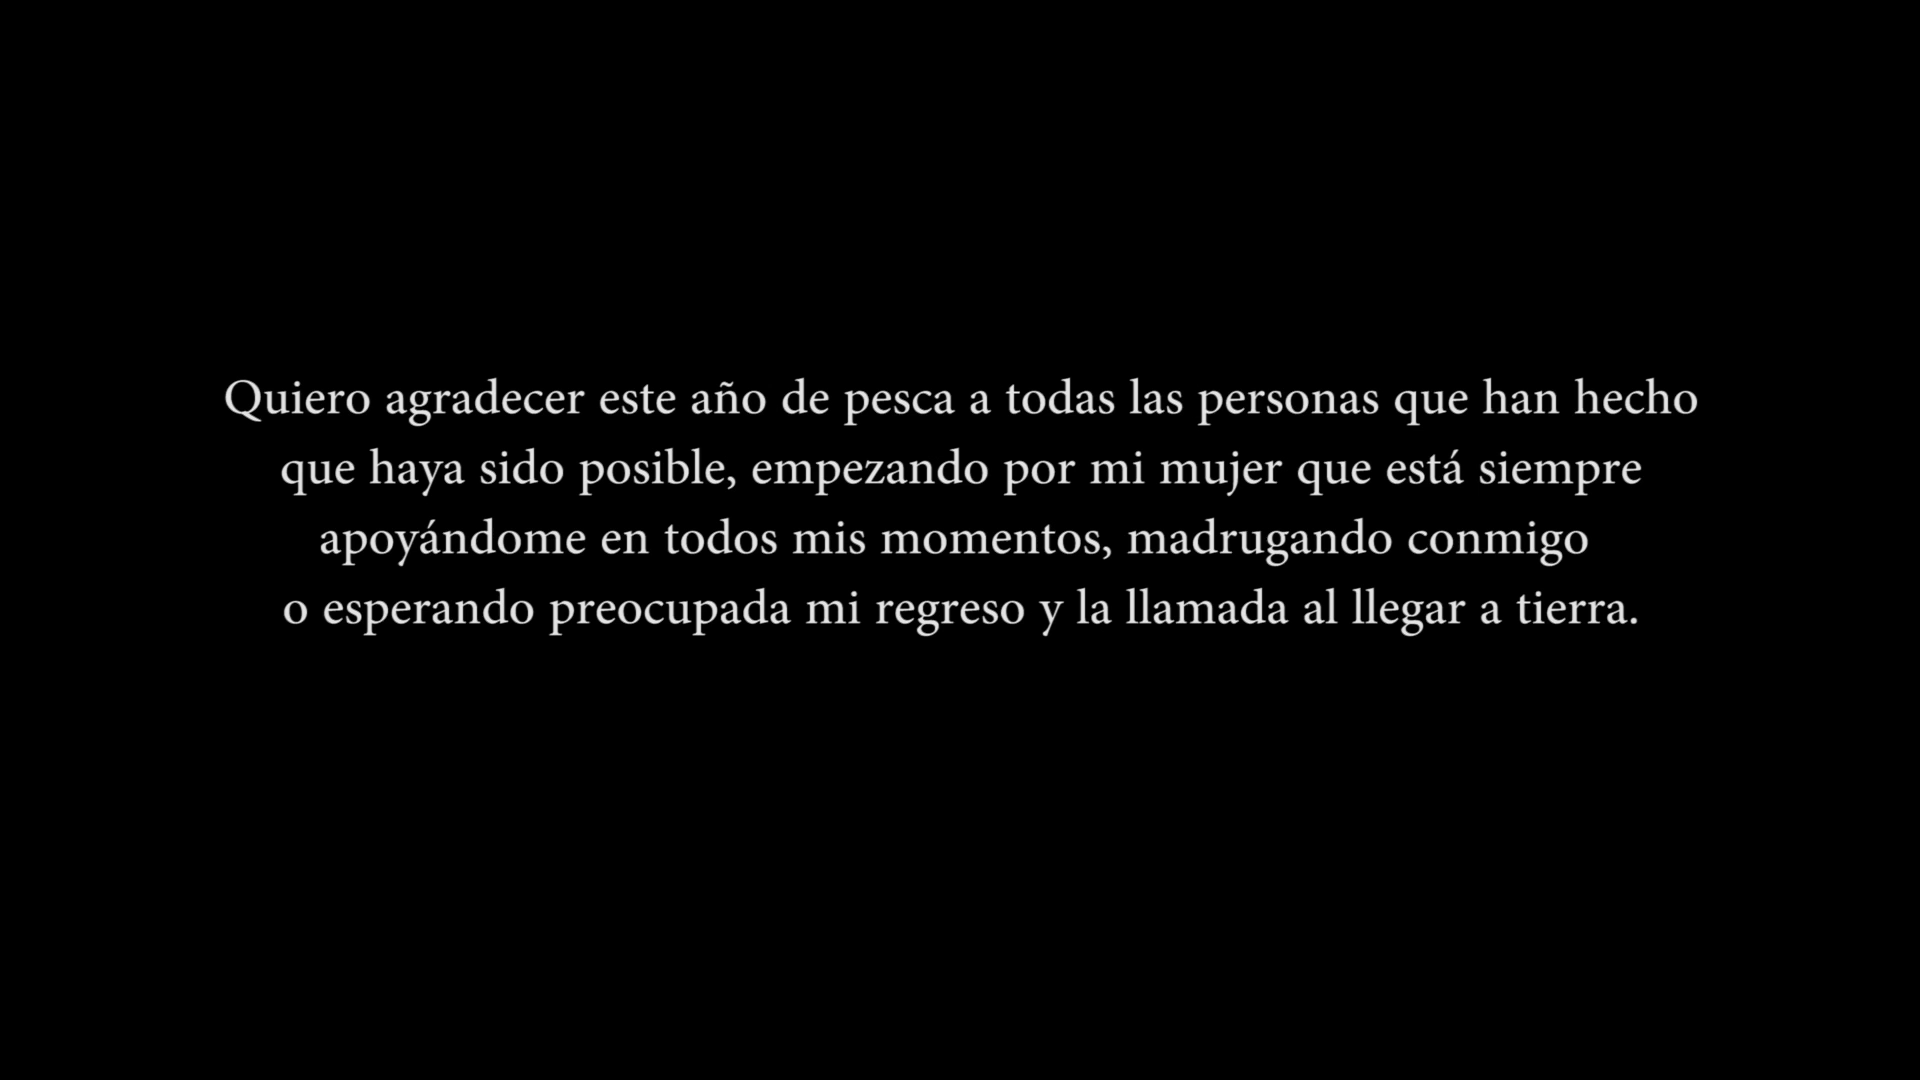 Quiero agradecer este año de pesca a todas las personas que han hecho
que haya sido posible, empezando por mi mujer que está siempre
apoyándome en todos mis momentos, madrugando conmigo
o esperando preocupada mi regreso y la llamada al llegar a tierra.